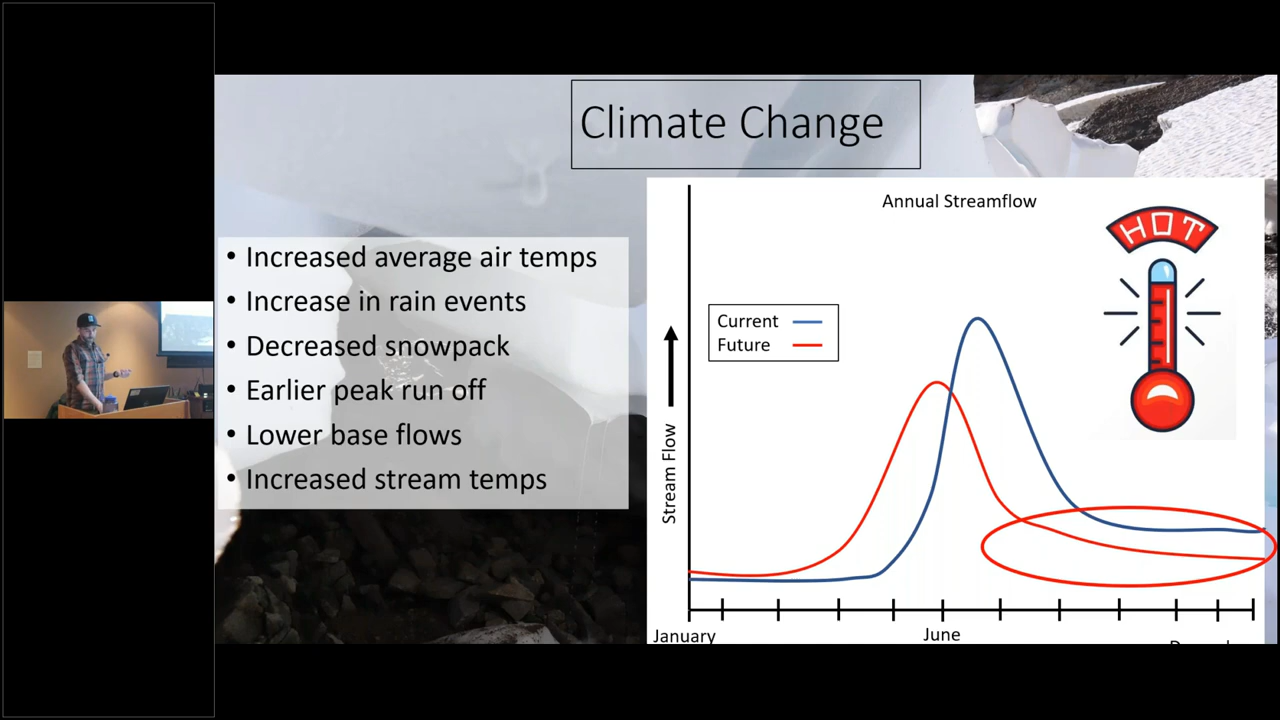 Climate Change
• Increased average air temps
• Increase in rain events
• Decreased snowpack
• Earlier peak run off
• Lower base flows
• Increased stream temps
Annual Streamflow
HOT
Current
Future
Stream Flow
January
June